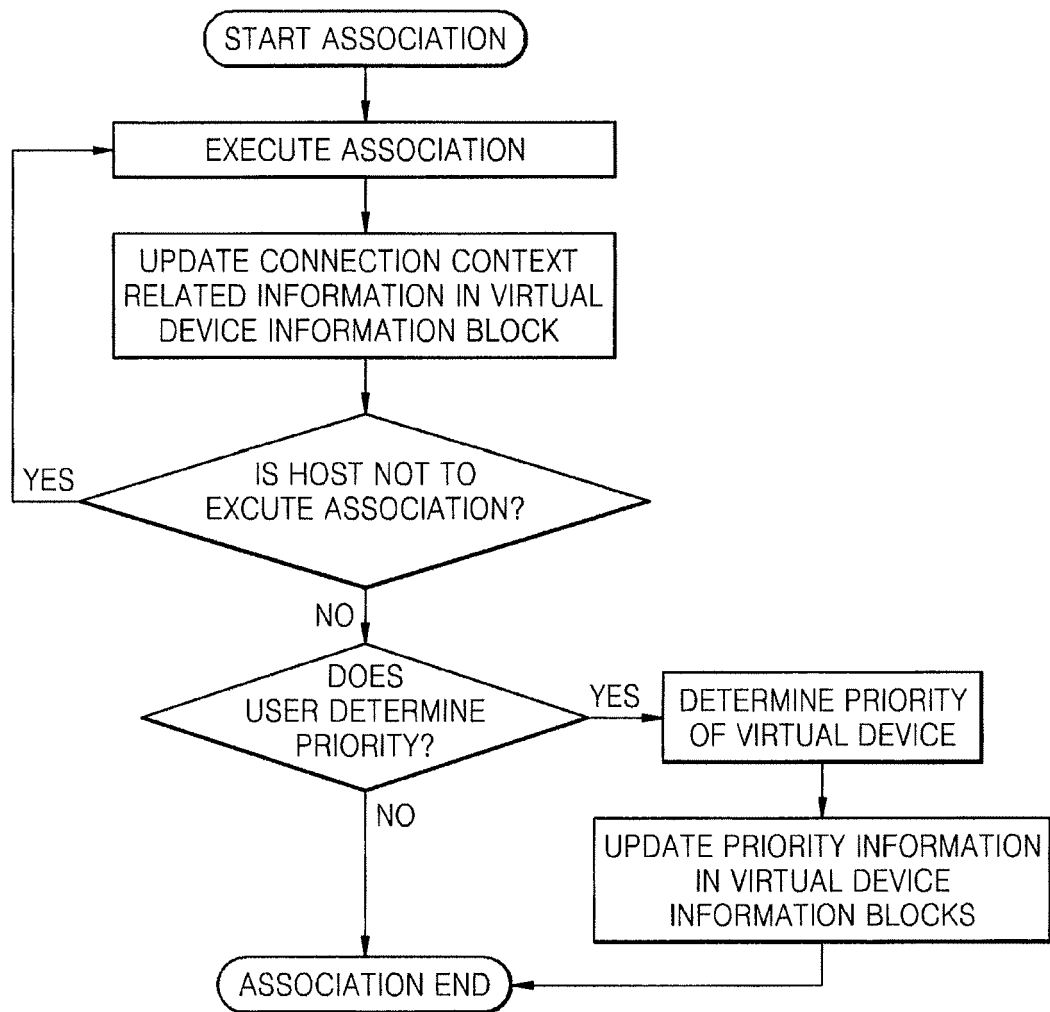 START ASSOCIATION
EXECUTE ASSOCIATION
UPDATE CONNECTION CONTEXT
RELATED INFORMATION IN VIRTUAL
DEVICE INFORMATION BLOCK
YES
IS HOST NOT TO
EXCUTE ASSOCIATION?
NO
DOES
USER DETERMINE
PRIORITY?
YES
DETERMINE PRIORITY
OF VIRTUAL DEVICE
NO
UPDATE PRIORITY INFORMATION
IN VIRTUAL DEVICE
INFORMATION BLOCKS
ASSOCIATION END